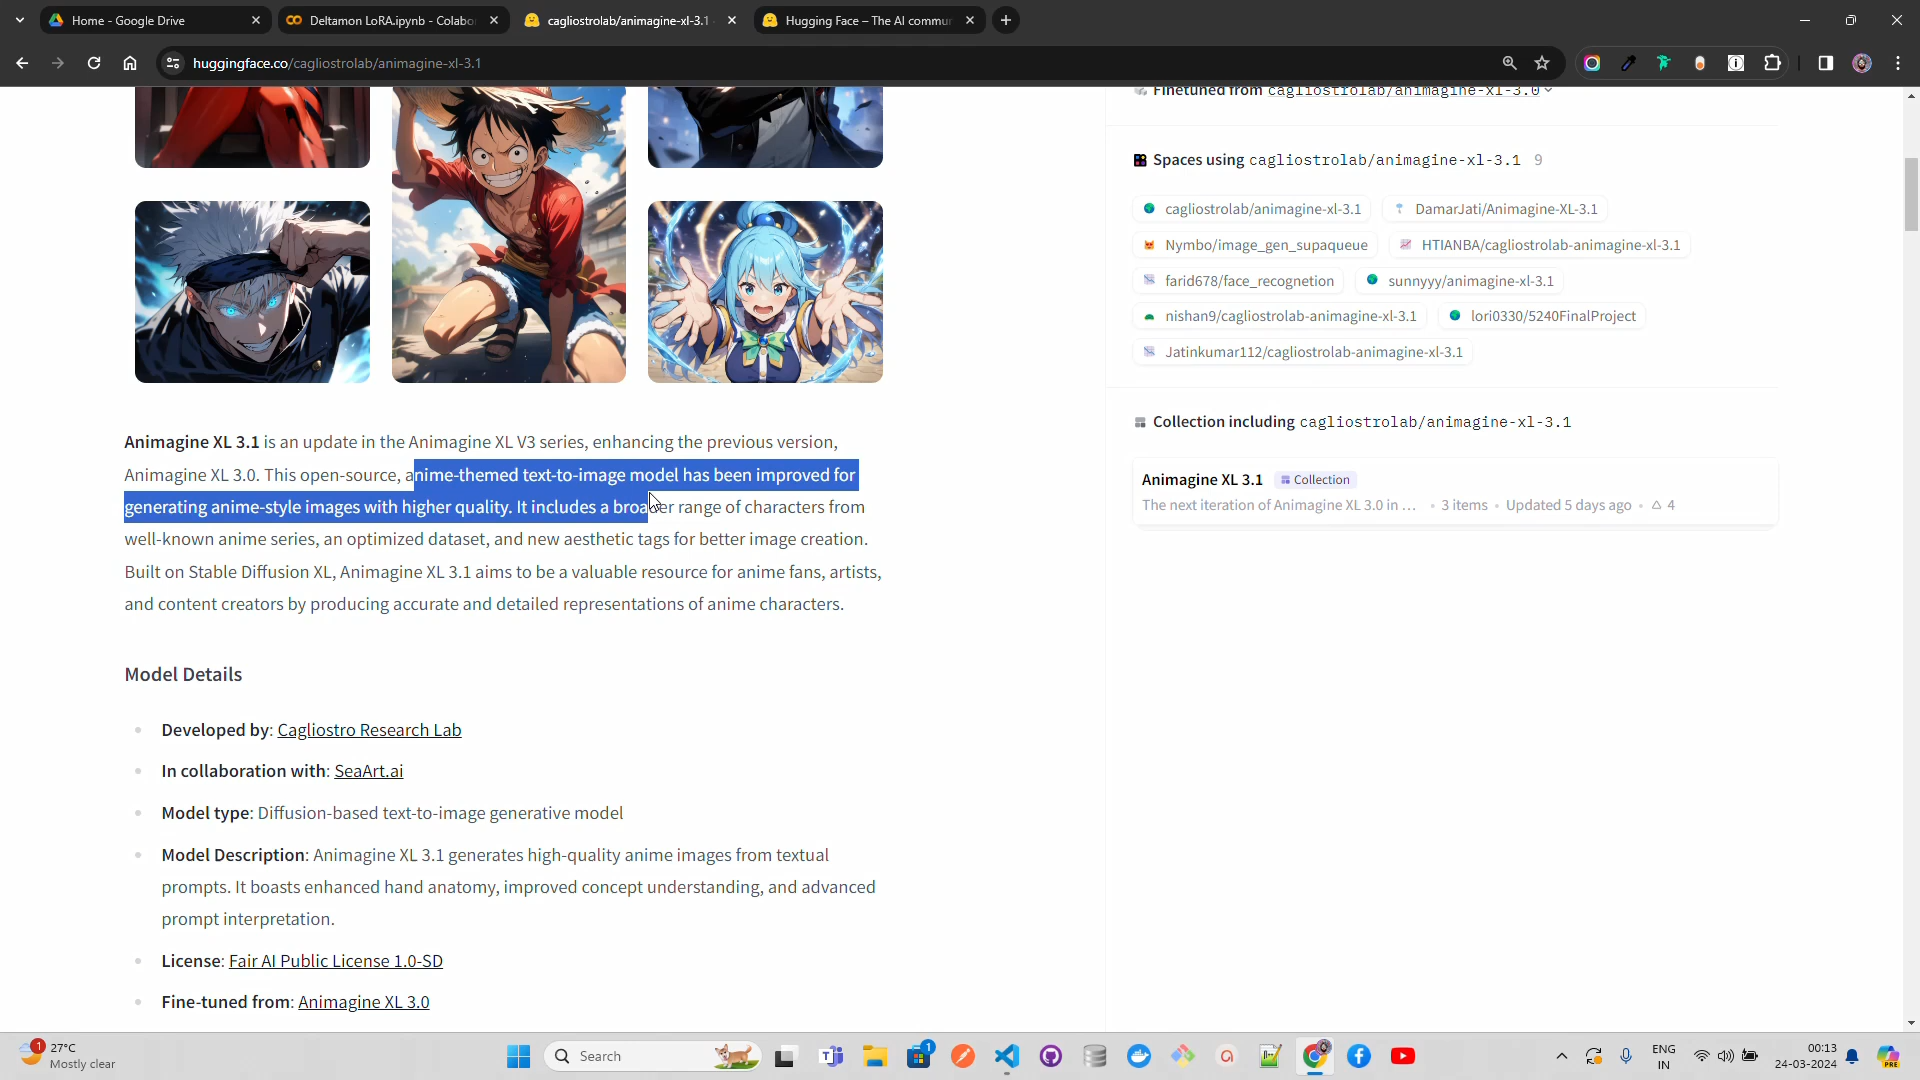 Home - Google Drive
Deltamon LoRA.ipynb - Colabo
cagliostrolab/animagine-xl-3.1
Hugging Face – The AI commun
huggingface.co/cagliostrolab/animagine-xl-3.1
Finetuned from cagliostrolab/animagine-xl-3.0
Spaces using cagliostrolab/animagine-xl-3.1 9
cagliostrolab/animagine-xl-3.1
DamarJati/Animagine-XL-3.1
Nymbo/image_gen_supaqueue
HTIANBA/cagliostrolab-animagine-xl-3.1
farid678/face_recognetion
sunnyyy/animagine-xl-3.1
nishan9/cagliostrolab-animagine-xl-3.1
lori0330/5240FinalProject
Jatinkumar112/cagliostrolab-animagine-xl-3.1
Collection including cagliostrolab/animagine-xl-3.1
Animagine XL 3.1 Collection
The next iteration of Animagine XL 3.0 in ... • 3 items • Updated 5 days ago • 4
Animagine XL 3.1 is an update in the Animagine XL V3 series, enhancing the previous version,
Animagine XL 3.0. This open-source, anime-themed text-to-image model has been improved for
generating anime-style images with higher quality. It includes a broader range of characters from
well-known anime series, an optimized dataset, and new aesthetic tags for better image creation.
Built on Stable Diffusion XL, Animagine XL 3.1 aims to be a valuable resource for anime fans, artists,
and content creators by producing accurate and detailed representations of anime characters.
Model Details
Developed by: Cagliostro Research Lab
In collaboration with: SeaArt.ai
Model type: Diffusion-based text-to-image generative model
Model Description: Animagine XL 3.1 generates high-quality anime images from textual
prompts. It boasts enhanced hand anatomy, improved concept understanding, and advanced
prompt interpretation.
License: Fair AI Public License 1.0-SD
Fine-tuned from: Animagine XL 3.0
1
27°C
Mostly clear
Search
1
ENG
IN
00:13
24-03-2024
PRE